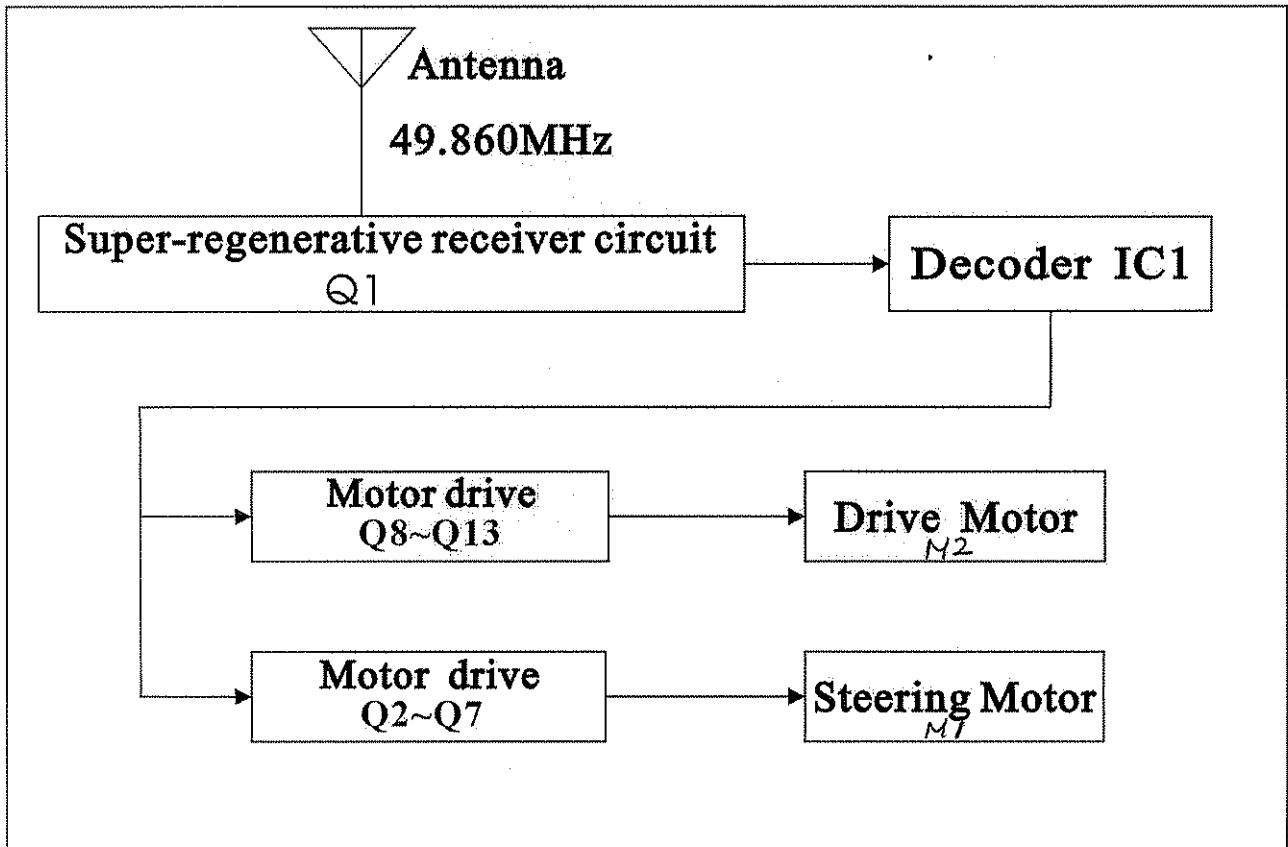 Antenna
49.860MHz
Super-regenerative receiver circuit
Q1
Decoder IC1
Motor drive
Q8~Q13
Drive Motor
M2
Motor drive
Q2~Q7
Steering Motor
M1